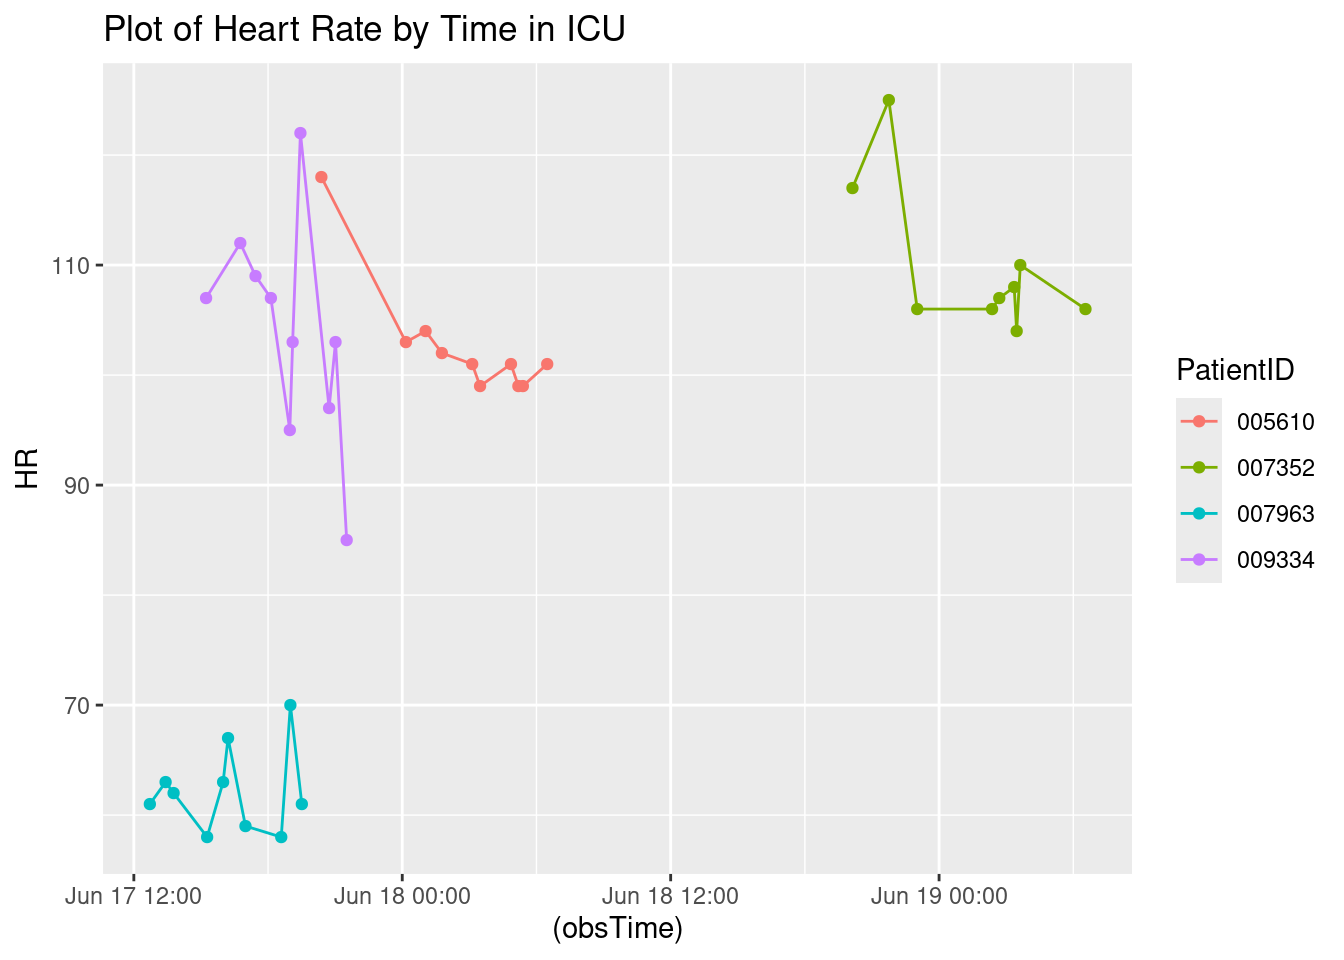 Plot of Heart Rate by Time in ICU
HR
110
90
70
Jun 17 12:00
Jun 18 00:00
Jun 18 12:00
Jun 19 00:00
(obsTime)
PatientID
005610
007352
007963
009334